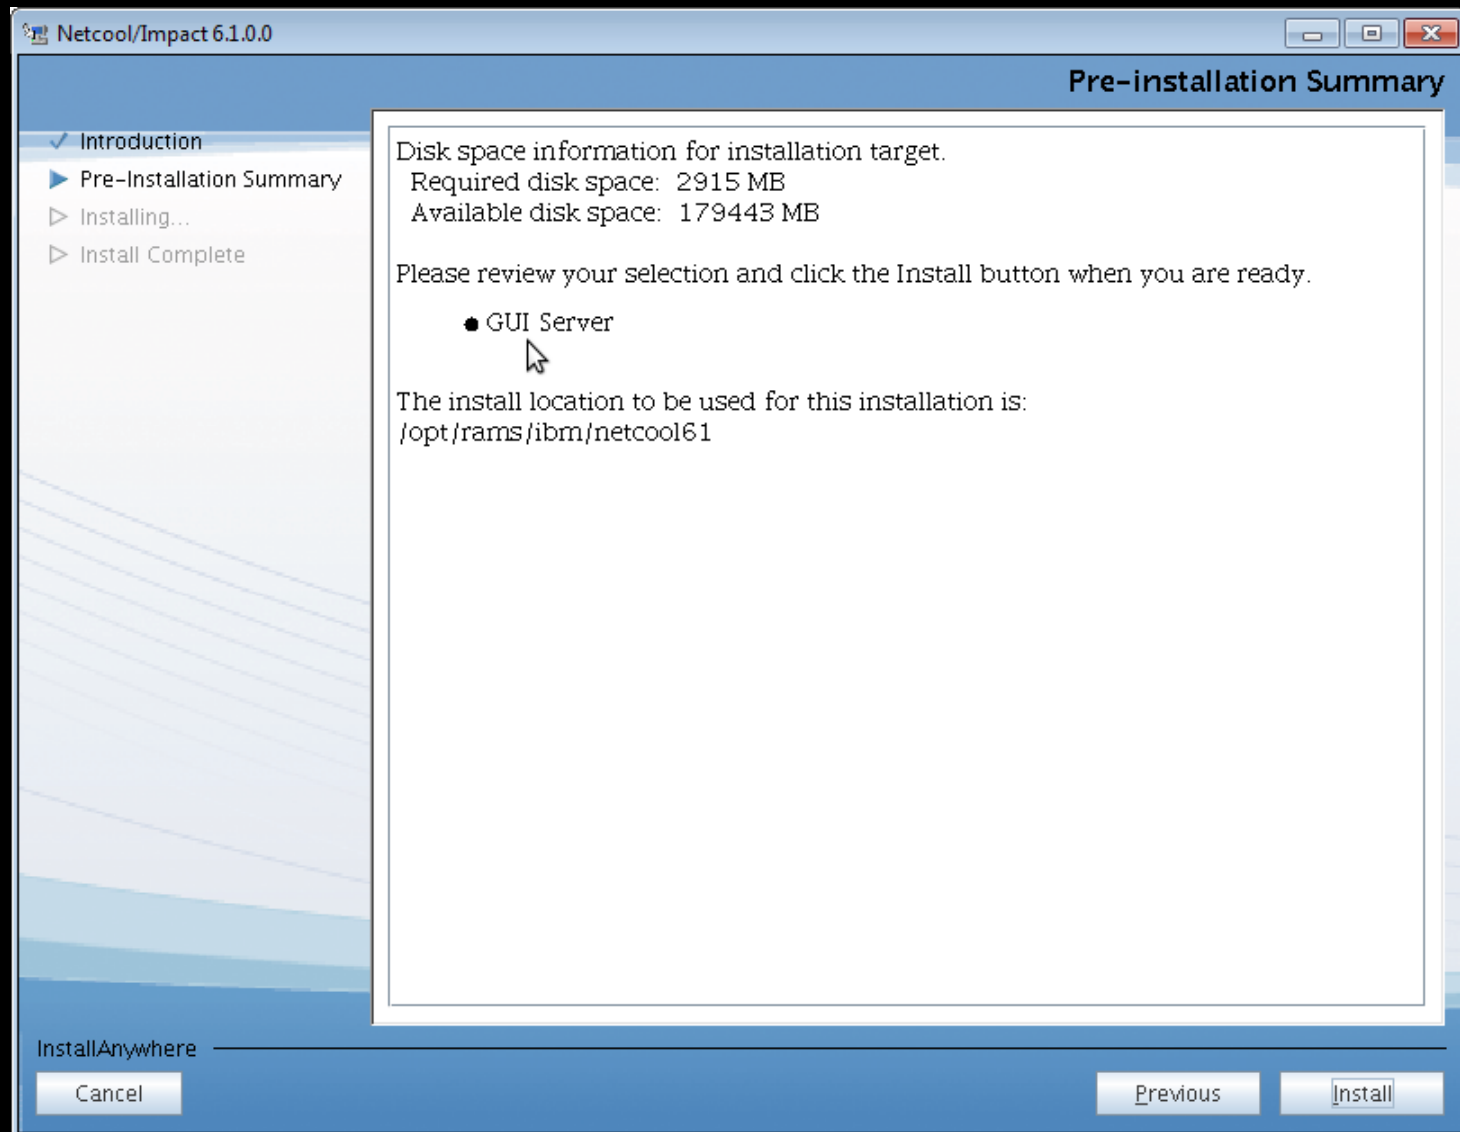 Netcool/Impact 6.1.0.0
Pre-installation Summary
Introduction
Pre-Installation Summary
Installing...
Install Complete
Disk space information for installation target.
Required disk space: 2915 MB
Available disk space: 179443 MB
Please review your selection and click the Install button when you are ready.
GUI Server
The install location to be used for this installation is:
/opt/rams/ibm/netcool61
InstallAnywhere
Cancel
Previous
Install